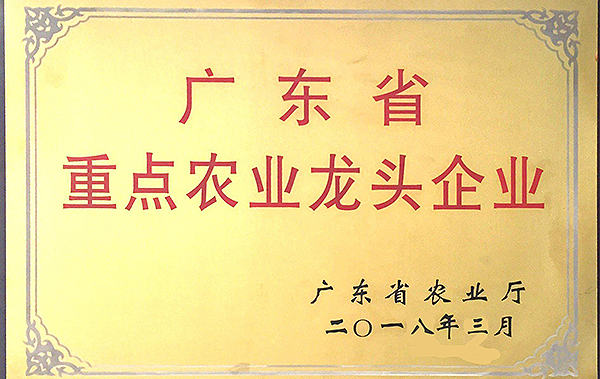 广东省
重点农业龙头企业
广东省农业厅
二〇一八年三月